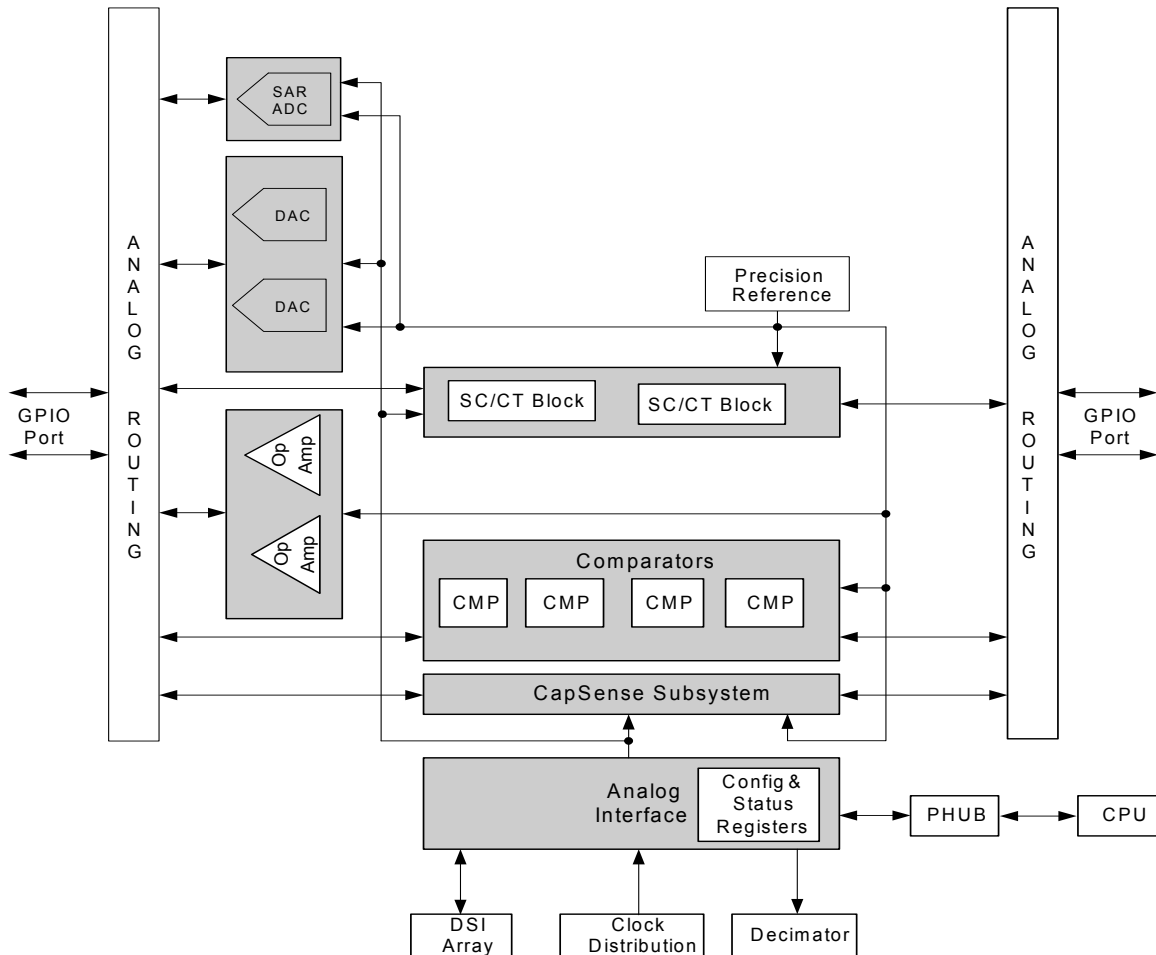 SAR
ADC
DAC
DAC
ANALOG ROUTING
ANALOG ROUTING
Precision
Reference
SC/CT Block
SC/CT Block
GPIO
Port
GPIO
Port
Op
Amp
Op
Amp
Comparators
CMP
CMP
CMP
CMP
CapSense Subsystem
Analog
Interface
Config &
Status
Registers
PHUB
CPU
DSI
Array
Clock
Distribution
Decimator